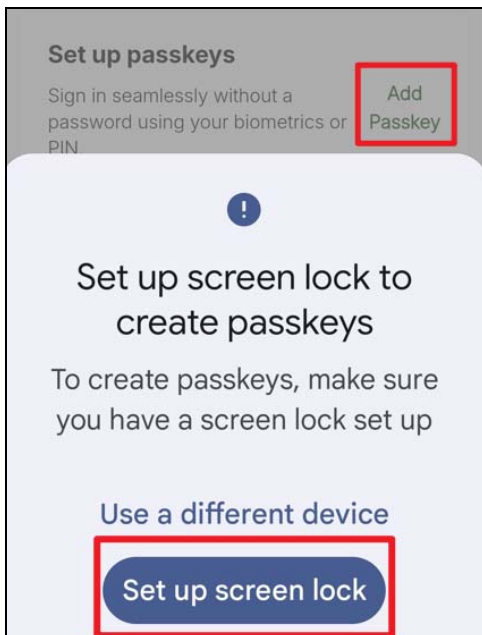 Set up passkeys
Sign in seamlessly without a
password using your biometrics or
PIN.
Add
Passkey
!
Set up screen lock to
create passkeys
To create passkeys, make sure
you have a screen lock set up
Use a different device
Set up screen lock